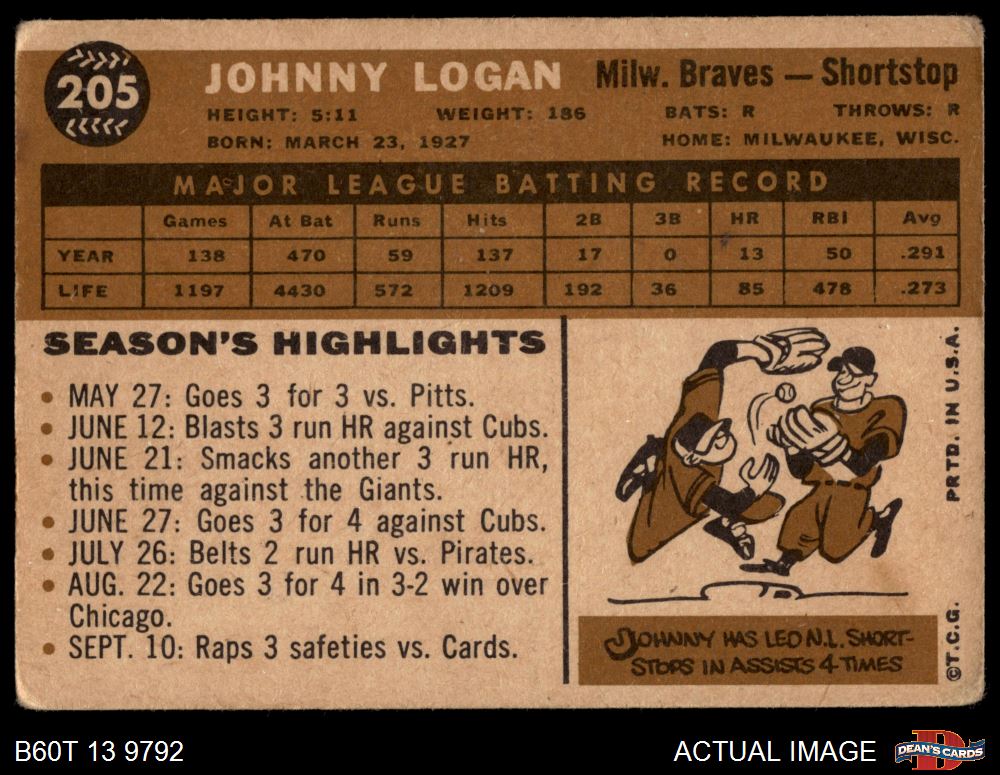 205
JOHNNY LOGAN Milw. Braves — Shortstop
HEIGHT: 5:11 WEIGHT: 186 BATS: R THROWS: R
BORN: MARCH 23, 1927 HOME: MILWAUKEE, WISC.
MAJOR LEAGUE BATTING RECORD
Games At Bat Runs Hits 2B 3B HR RBI Avg
YEAR 138 470 59 137 17 0 13 50 .291
LIFE 1197 4430 572 1209 192 36 85 478 .273
SEASON'S HIGHLIGHTS
• MAY 27: Goes 3 for 3 vs. Pitts.
• JUNE 12: Blasts 3 run HR against Cubs.
• JUNE 21: Smacks another 3 run HR,
this time against the Giants.
• JUNE 27: Goes 3 for 4 against Cubs.
• JULY 26: Belts 2 run HR vs. Pirates.
• AUG. 22: Goes 3 for 4 in 3-2 win over
Chicago.
• SEPT. 10: Raps 3 safeties vs. Cards.
JOHNNY HAS LED N.L. SHORT-
STOPS IN ASSISTS 4 TIMES
©T.C.G. PRTD. IN U.S.A.
B60T 13 9792 ACTUAL IMAGE
DEAN'S CARDS